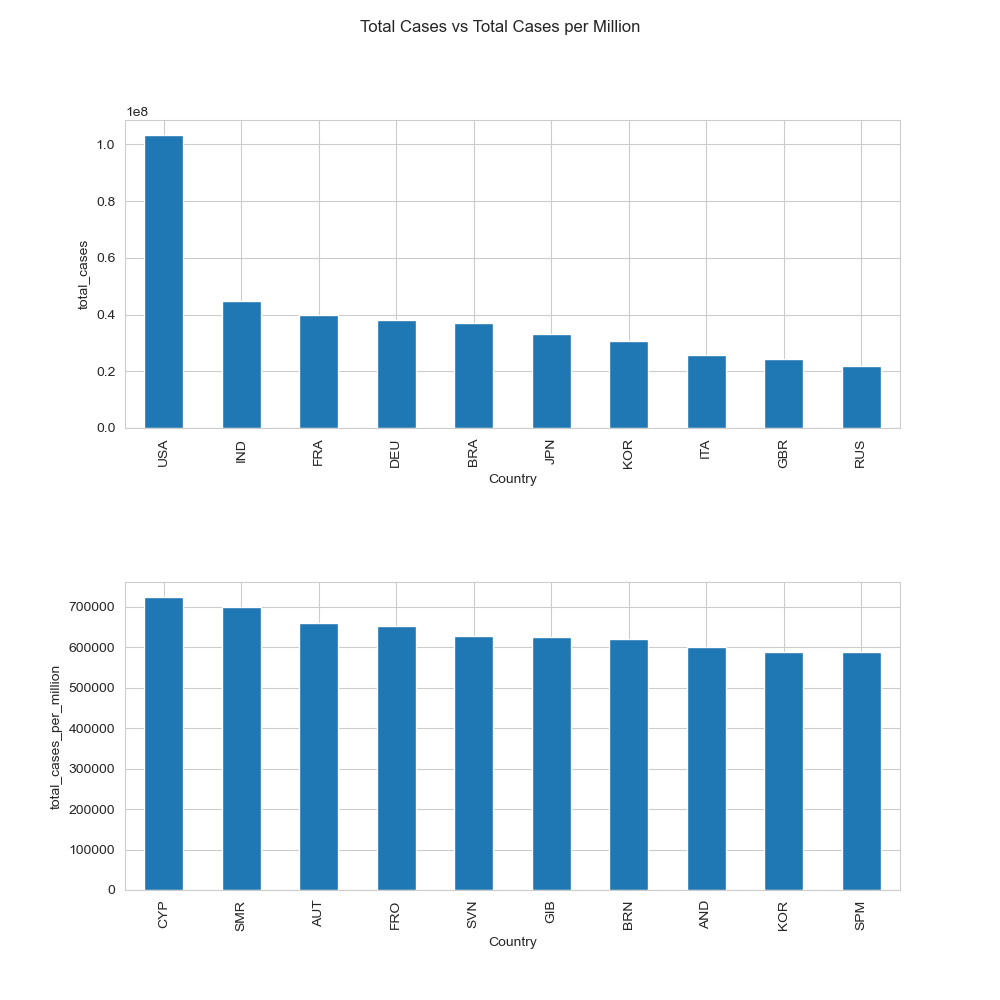 Total Cases vs Total Cases per Million
1e8
1.0
0.8
0.6
0.4
0.2
0.0
total_cases
USA IND FRA DEU BRA JPN KOR ITA GBR RUS
Country
700000
600000
500000
400000
300000
200000
100000
0
total_cases_per_million
CYP SMR AUT FRO SVN GIB BRN AND KOR SPM
Country